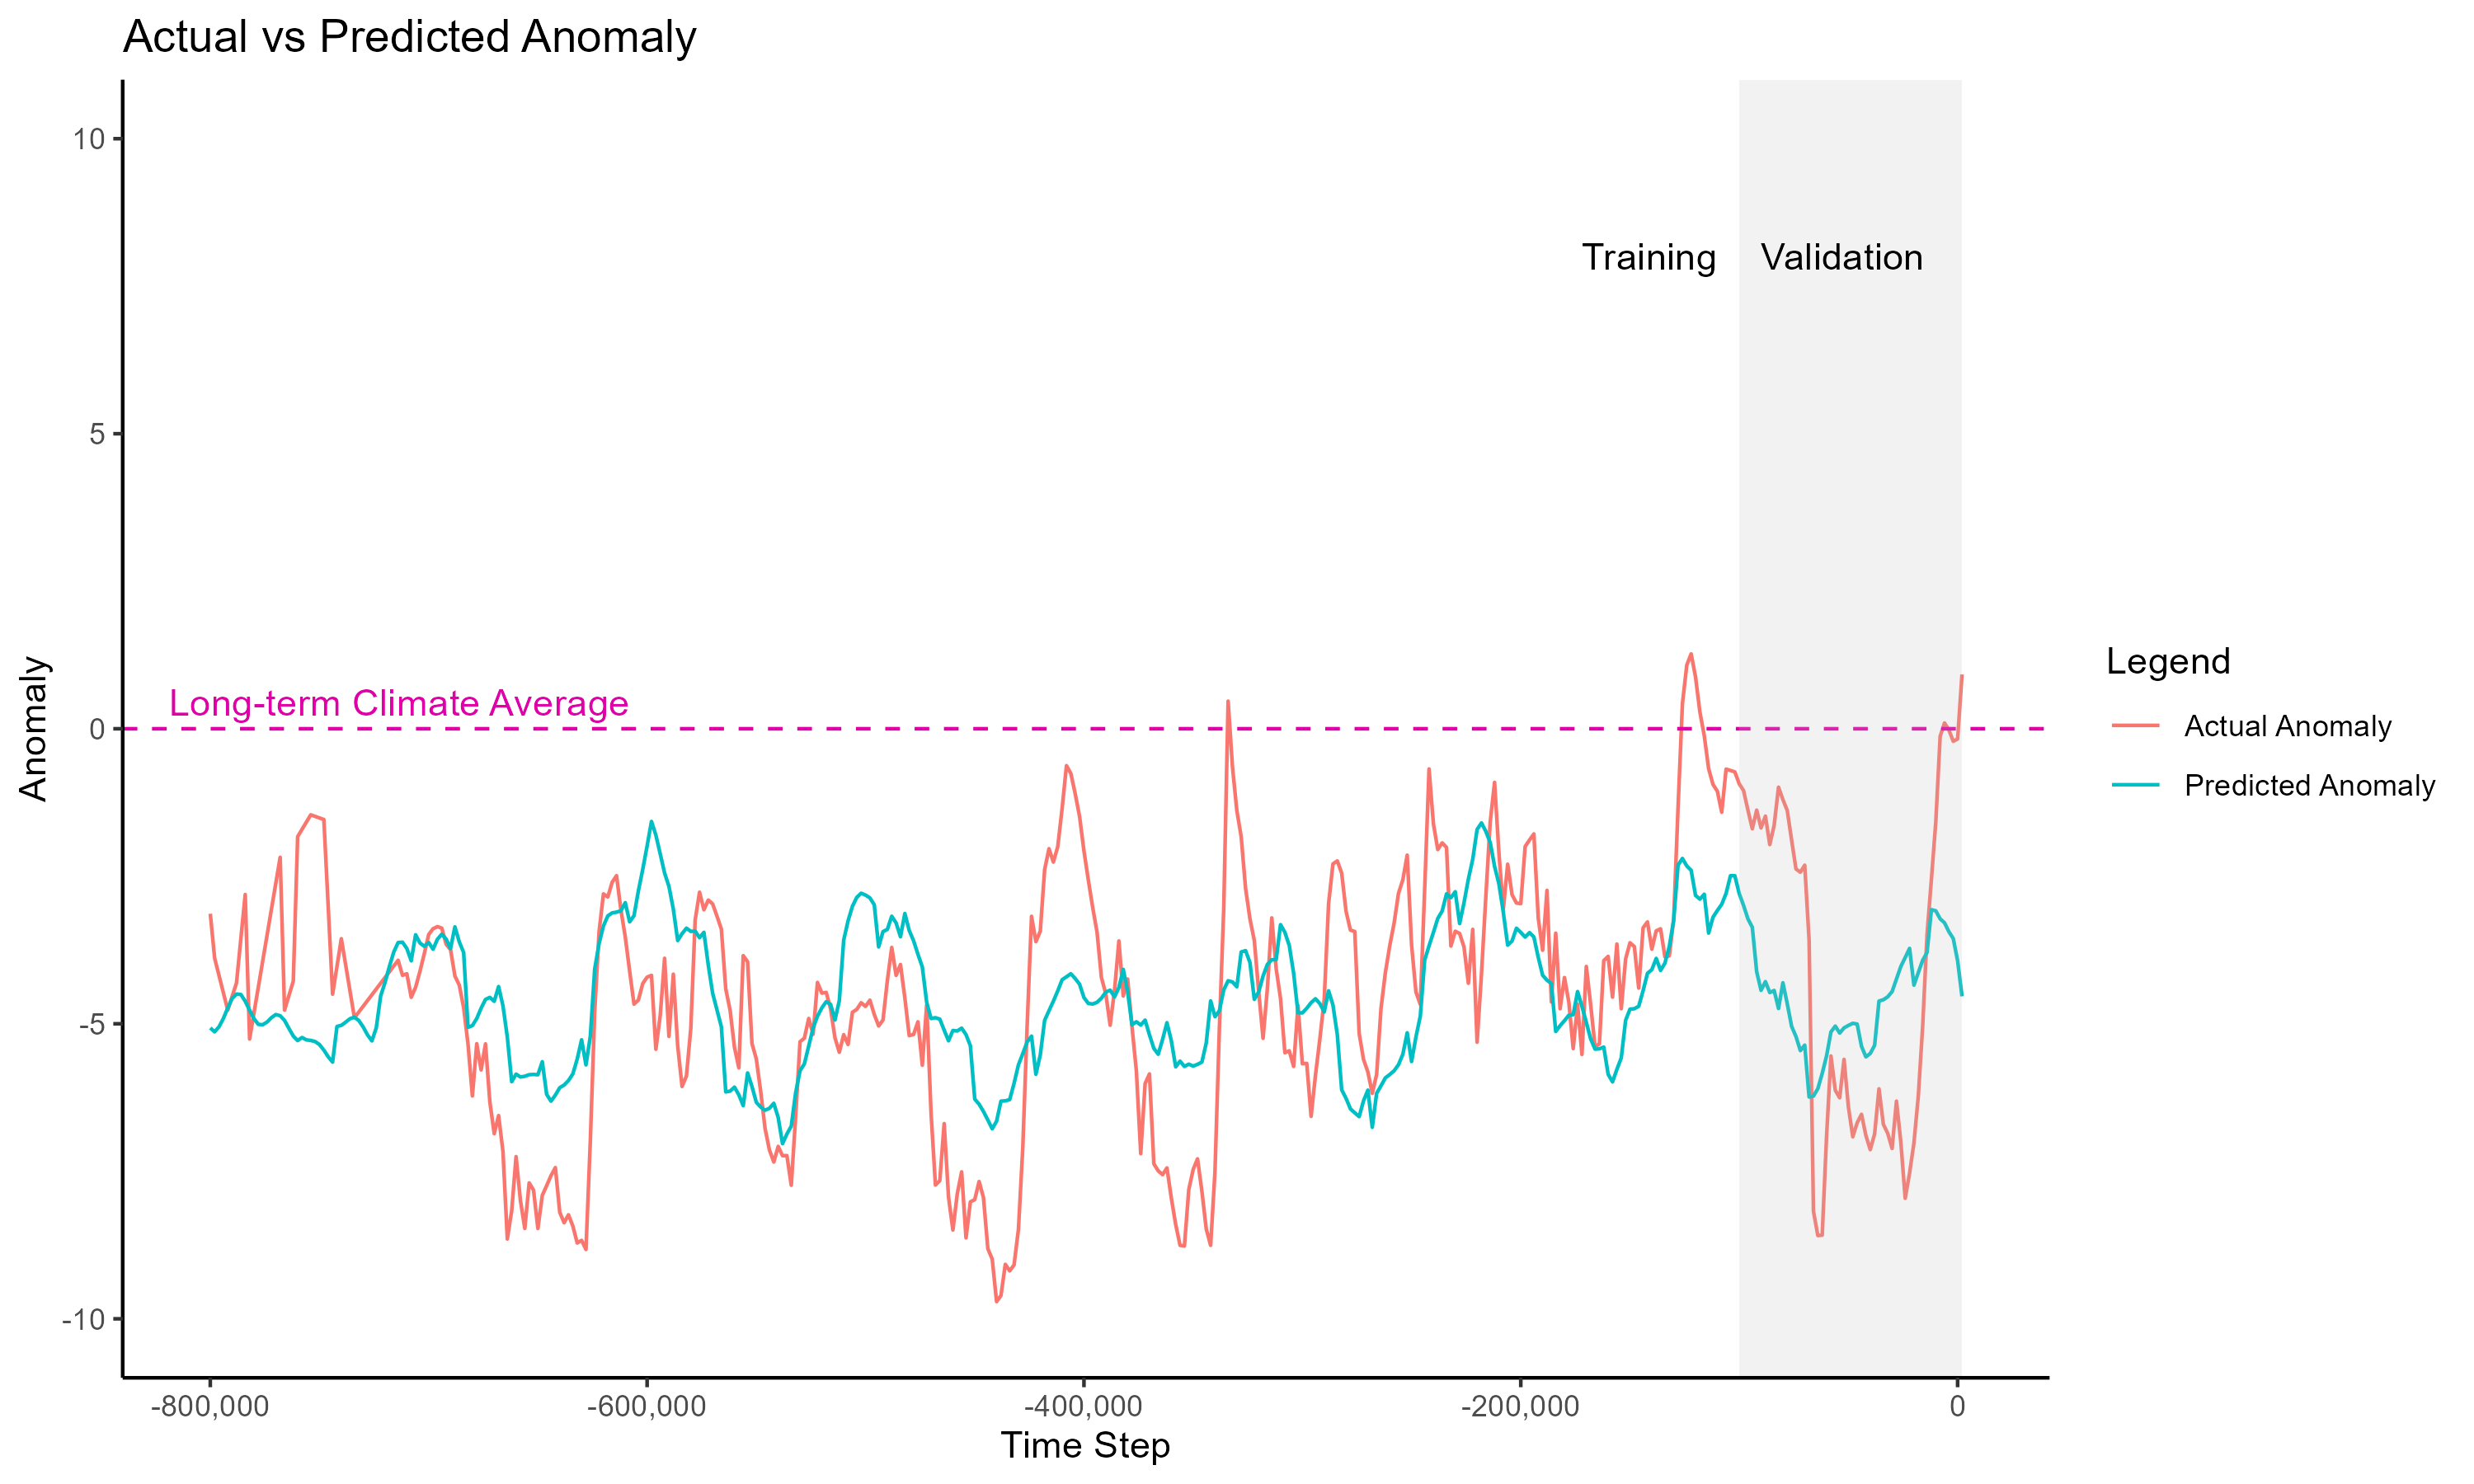 Actual vs Predicted Anomaly
10
5
0
-5
-10
Anomaly
Training
Validation
Long-term Climate Average
-800,000
-600,000
-400,000
-200,000
0
Time Step
Legend
Actual Anomaly
Predicted Anomaly